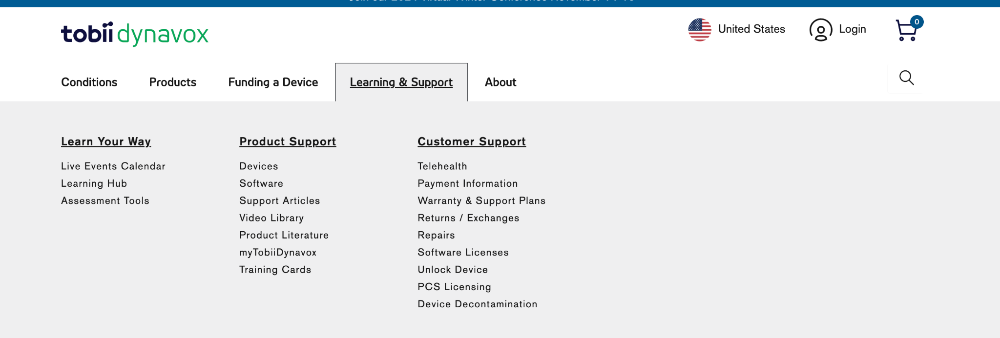 tobii dynavox
United States
Login
0
Conditions
Products
Funding a Device
Learning & Support
About
Learn Your Way
Live Events Calendar
Learning Hub
Assessment Tools
Product Support
Devices
Software
Support Articles
Video Library
Product Literature
myTobiiDynavox
Training Cards
Customer Support
Telehealth
Payment Information
Warranty & Support Plans
Returns / Exchanges
Repairs
Software Licenses
Unlock Device
PCS Licensing
Device Decontamination